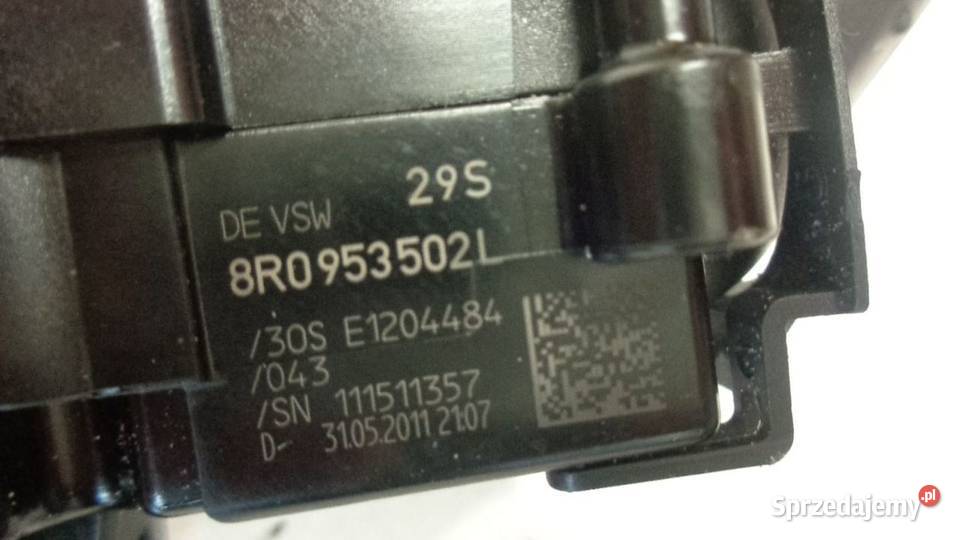 29S
DE VSW
8R0953502L
/30S E1204484
/043
/SN 111511357
D- 31.05.2011 21:07
Sprzedajemy.pl